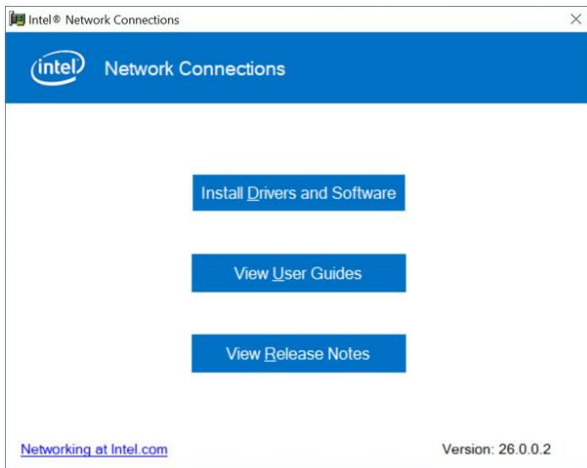 Intel® Network Connections
intel Network Connections
Install Drivers and Software
View User Guides
View Release Notes
Networking at Intel.com Version: 26.0.0.2